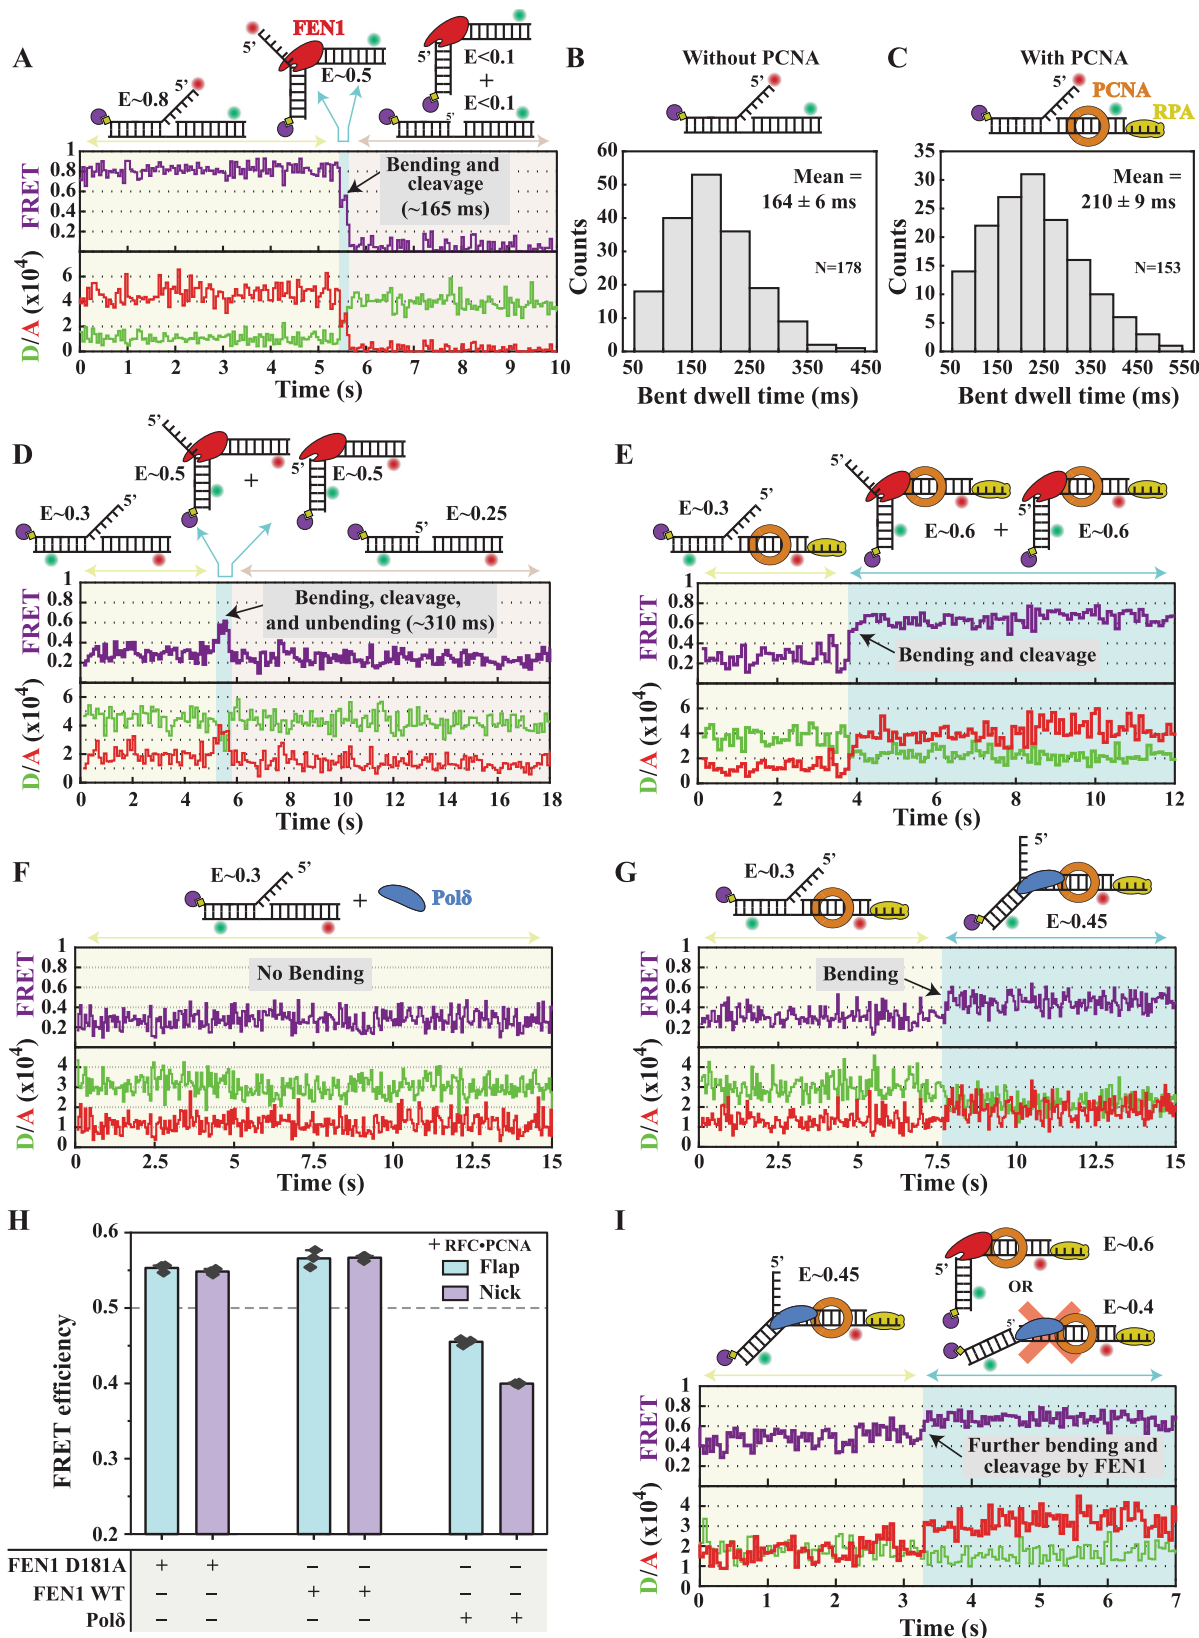 A
FEN1
5'
5'
E~0.8
E~0.5
E<0.1
+
E<0.1
5'
FRET
1
0.8
0.6
0.4
0.2
Bending and
cleavage
(~165 ms)
D/A (x10⁴)
6
4
2
0
0 1 2 3 4 5 6 7 8 9 10
Time (s)
B
Without PCNA
5'
Counts
60
50
40
30
20
10
0
Mean =
164 ± 6 ms
N=178
50 150 250 350 450
Bent dwell time (ms)
C
With PCNA
5'
PCNA
RPA
Counts
35
30
25
20
15
10
5
0
Mean =
210 ± 9 ms
N=153
50 150 250 350 450 550
Bent dwell time (ms)
D
E~0.3
5'
E~0.5
+
5'
E~0.5
5'
E~0.25
FRET
1
0.8
0.6
0.4
0.2
Bending, cleavage,
and unbending (~310 ms)
D/A (x10⁴)
6
4
2
0
0 2 4 6 8 10 12 14 16 18
Time (s)
E
E~0.3
5'
5'
E~0.6
+
5'
E~0.6
FRET
1
0.8
0.6
0.4
0.2
Bending and cleavage
D/A (x10⁴)
6
4
2
0
0 2 4 6 8 10 12
Time (s)
F
E~0.3
5'
+
Polδ
FRET
1
0.8
0.6
0.4
0.2
No Bending
D/A (x10⁴)
4
3
2
1
0
0 2.5 5 7.5 10 12.5 15
Time (s)
G
E~0.3
5'
5'
E~0.45
FRET
1
0.8
0.6
0.4
0.2
Bending
D/A (x10⁴)
4
3
2
1
0
0 2.5 5 7.5 10 12.5 15
Time (s)
H
FRET efficiency
0.6
0.5
0.4
0.3
0.2
+ RFC•PCNA
Flap
Nick
FEN1 D181A + + − − − −
FEN1 WT − − + + − −
Polδ − − − − + +
I
5'
E~0.45
5'
E~0.6
OR
5'
E~0.4
FRET
1
0.8
0.6
0.4
0.2
Further bending and
cleavage by FEN1
D/A (x10⁴)
4
3
2
1
0
0 1 2 3 4 5 6 7
Time (s)